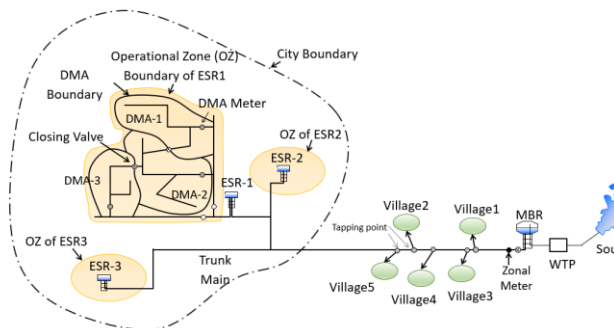 Operational Zone (OZ)
Boundary of ESR1
City Boundary
DMA
Boundary
DMA Meter
DMA-1
OZ of ESR2
Closing Valve
ESR-2
ESR-1
DMA-3
DMA-2
Village2
Village1
MBR
Tapping point
OZ of ESR3
ESR-3
Trunk
Main
Village5
Village4
Village3
Zonal
Meter
WTP
Sou